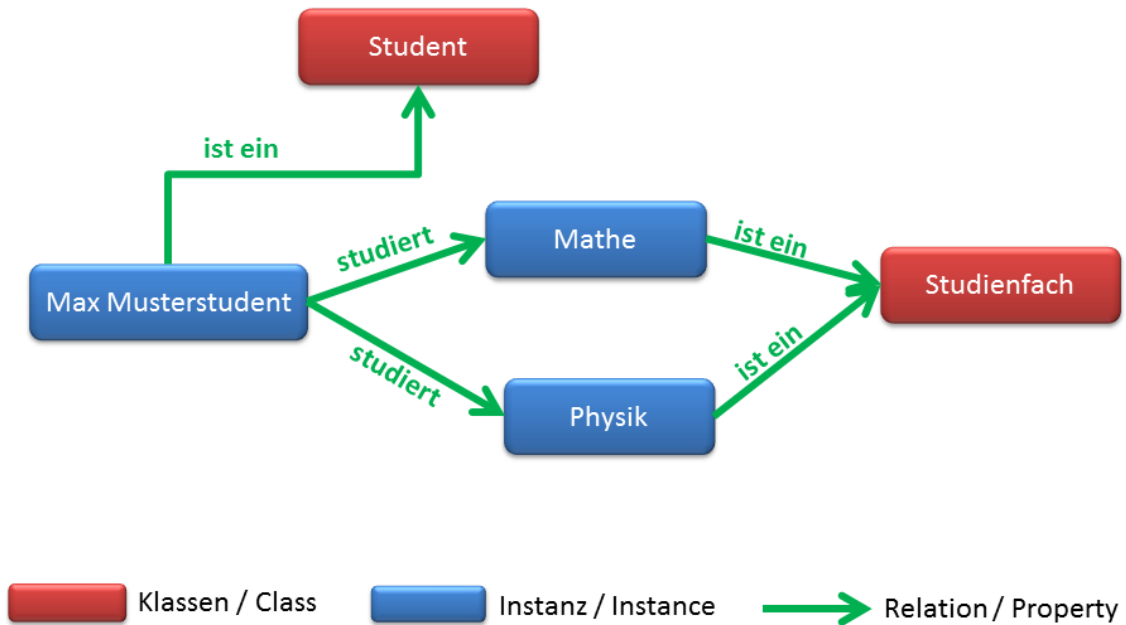 Student
ist ein
studiert
Mathe
ist ein
Max Musterstudent
Studienfach
studiert
ist ein
Physik
Klassen / Class
Instanz / Instance
Relation / Property